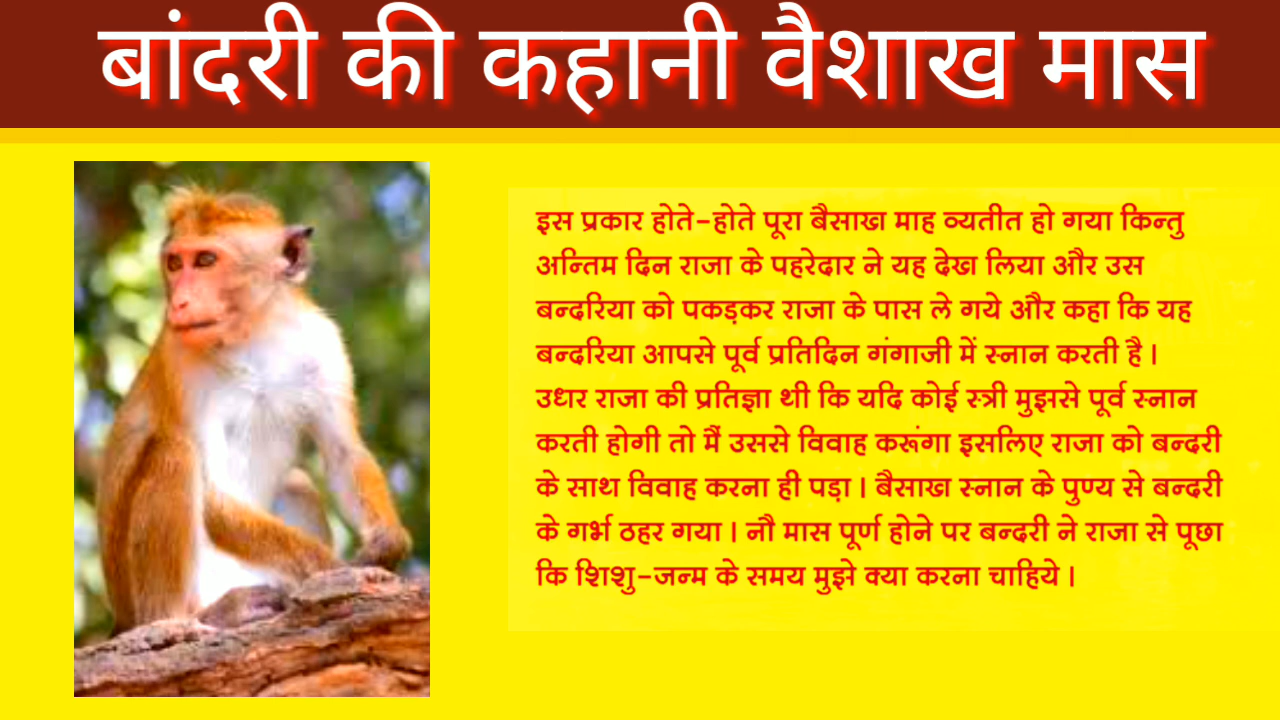 बांदरी की कहानी वैशाख मास
इस प्रकार होते-होते पूरा बैसाख माह व्यतीत हो गया किन्तु
अन्तिम दिन राजा के पहरेदार ने यह देख लिया और उस
बन्दरिया को पकड़कर राजा के पास ले गये और कहा कि यह
बन्दरिया आपसे पूर्व प्रतिदिन गंगाजी में स्नान करती है।
उधार राजा की प्रतिज्ञा थी कि यदि कोई स्त्री मुझसे पूर्व स्नान
करती होगी तो मैं उससे विवाह करूंगा इसलिए राजा को बन्दरी
के साथ विवाह करना ही पड़ा। बैसाख स्नान के पुण्य से बन्दरी
के गर्भ ठहर गया। नौ मास पूर्ण होने पर बन्दरी ने राजा से पूछा
कि शिशु-जन्म के समय मुझे क्या करना चाहिये।